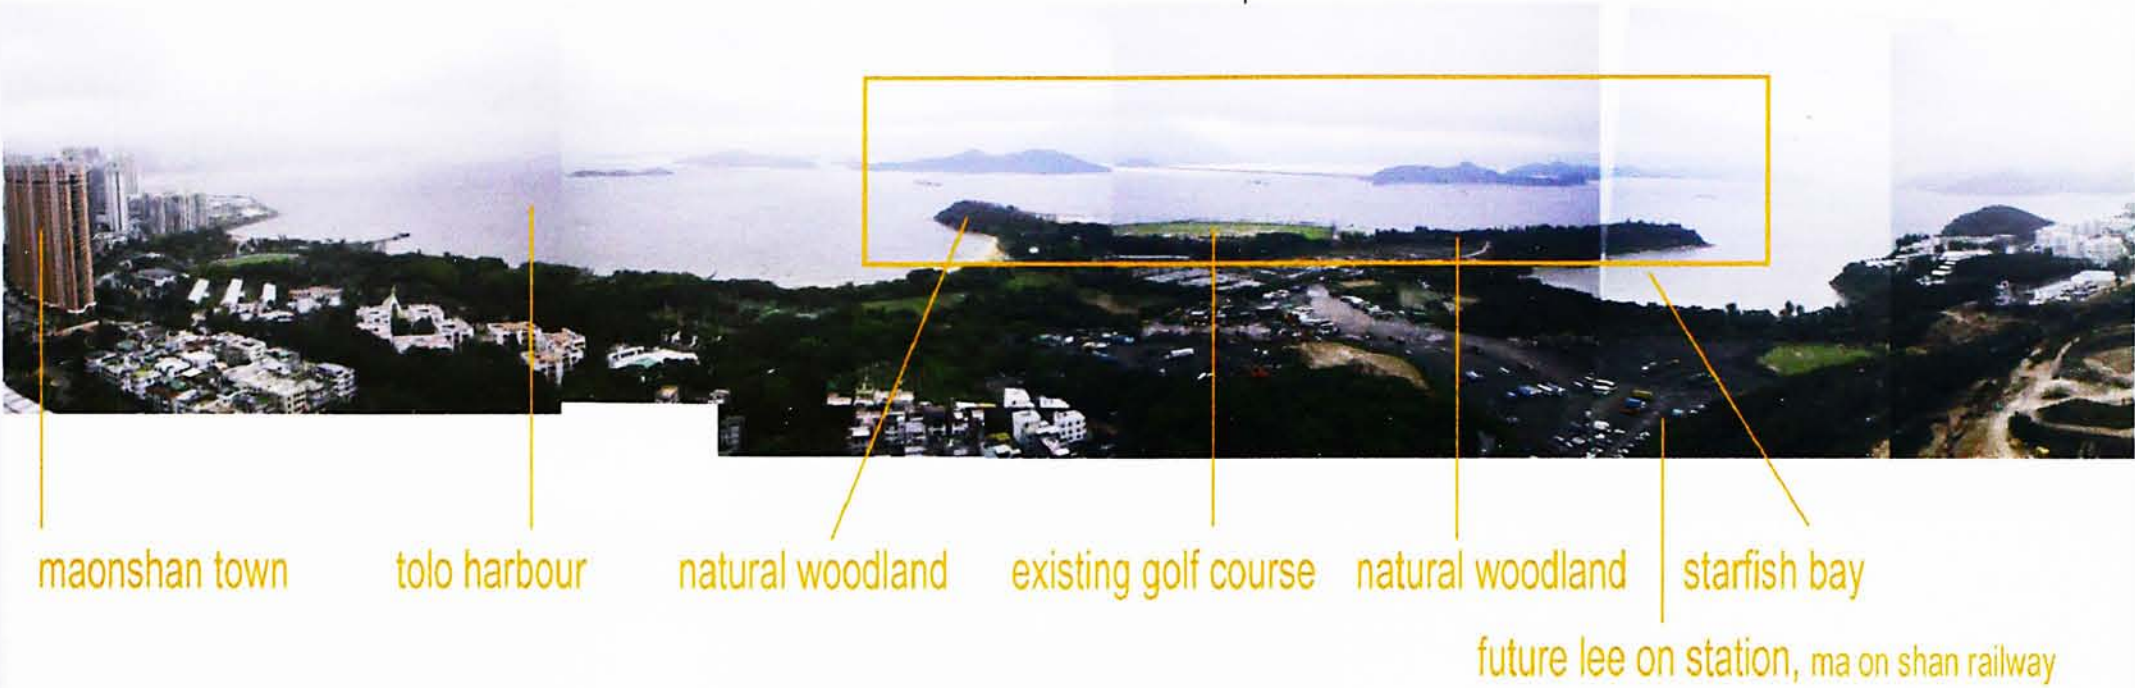 maonshan town
tolo harbour
natural woodland
existing golf course
natural woodland
starfish bay
future lee on station, ma on shan railway